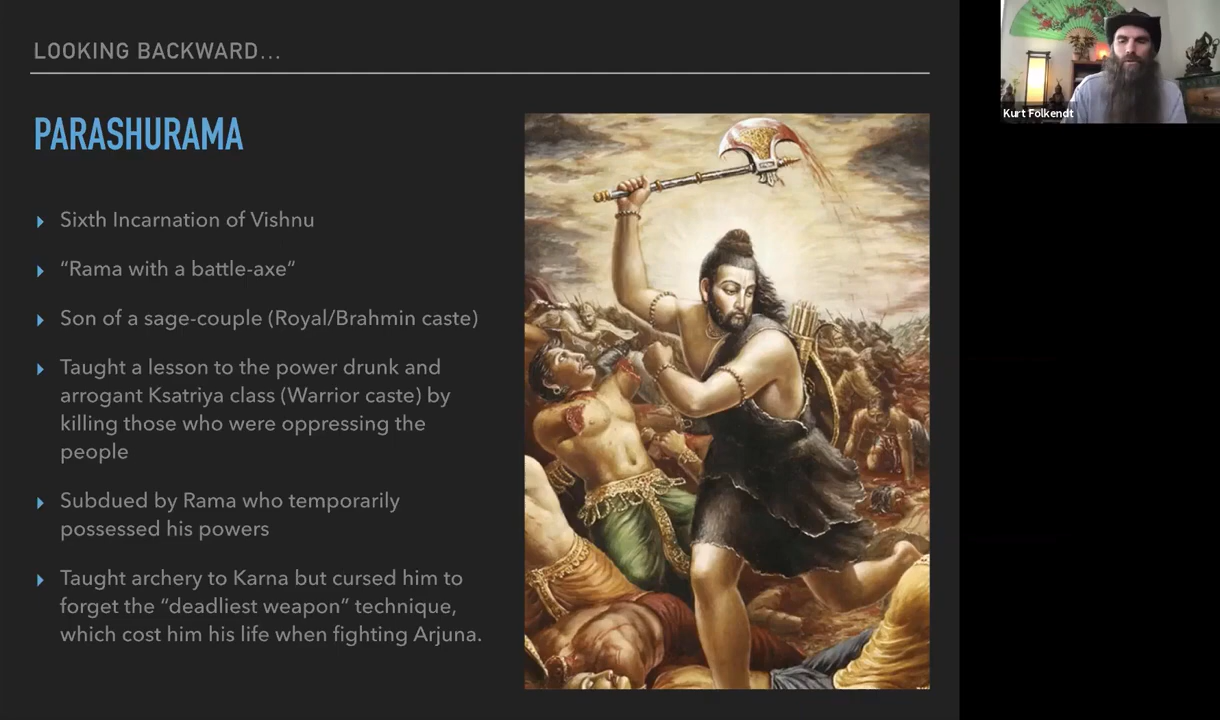 LOOKING BACKWARD...
PARASHURAMA
Sixth Incarnation of Vishnu
“Rama with a battle-axe”
Son of a sage-couple (Royal/Brahmin caste)
Taught a lesson to the power drunk and
arrogant Ksatriya class (Warrior caste) by
killing those who were oppressing the
people
Subdued by Rama who temporarily
possessed his powers
Taught archery to Karna but cursed him to
forget the “deadliest weapon” technique,
which cost him his life when fighting Arjuna.
Kurt Folkendt